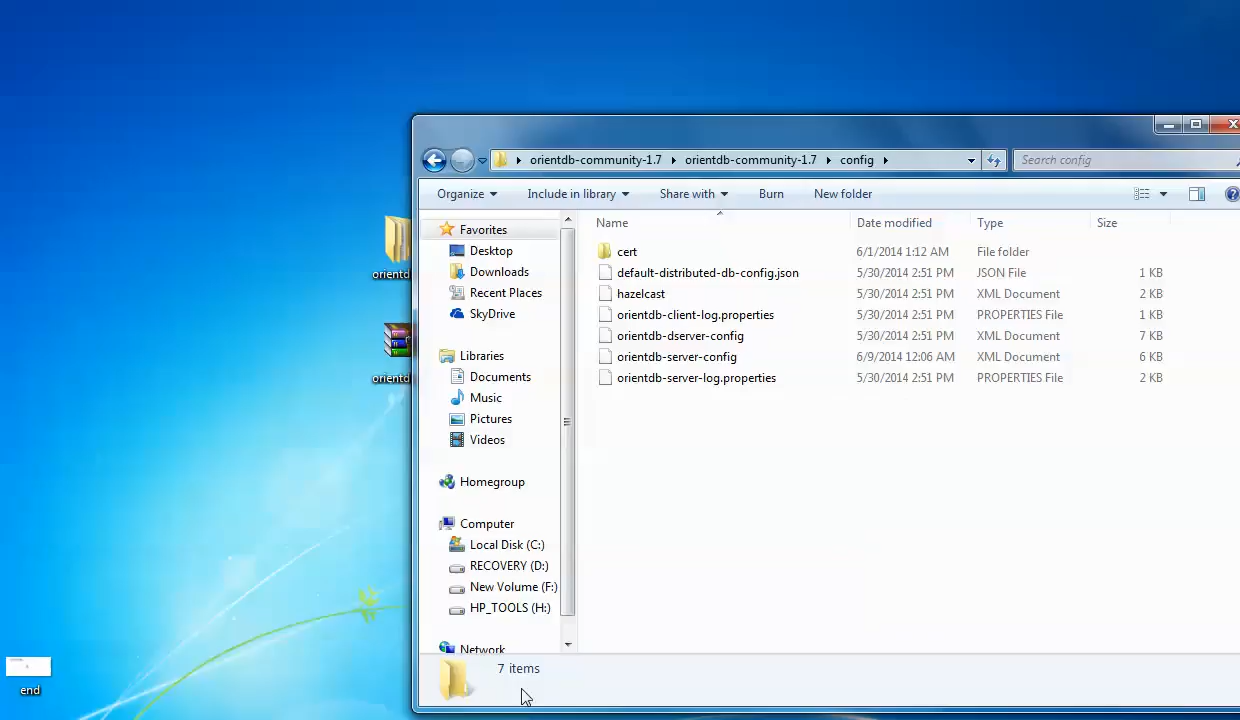 orientdb-community-1.7 orientdb-community-1.7 config Search config
Organize Include in library Share with Burn New folder
Name Date modified Type Size
Favorites
Desktop
Downloads
Recent Places
SkyDrive
Libraries
Documents
Music
Pictures
Videos
Homegroup
Computer
Local Disk (C:)
RECOVERY (D:)
New Volume (F:)
HP_TOOLS (H:)
Network
cert 6/1/2014 1:12 AM File folder
default-distributed-db-config.json 5/30/2014 2:51 PM JSON File 1 KB
hazelcast 5/30/2014 2:51 PM XML Document 2 KB
orientdb-client-log.properties 5/30/2014 2:51 PM PROPERTIES File 1 KB
orientdb-dserver-config 5/30/2014 2:51 PM XML Document 7 KB
orientdb-server-config 6/9/2014 12:06 AM XML Document 6 KB
orientdb-server-log.properties 5/30/2014 2:51 PM PROPERTIES File 2 KB
7 items
orientd
orientd
end